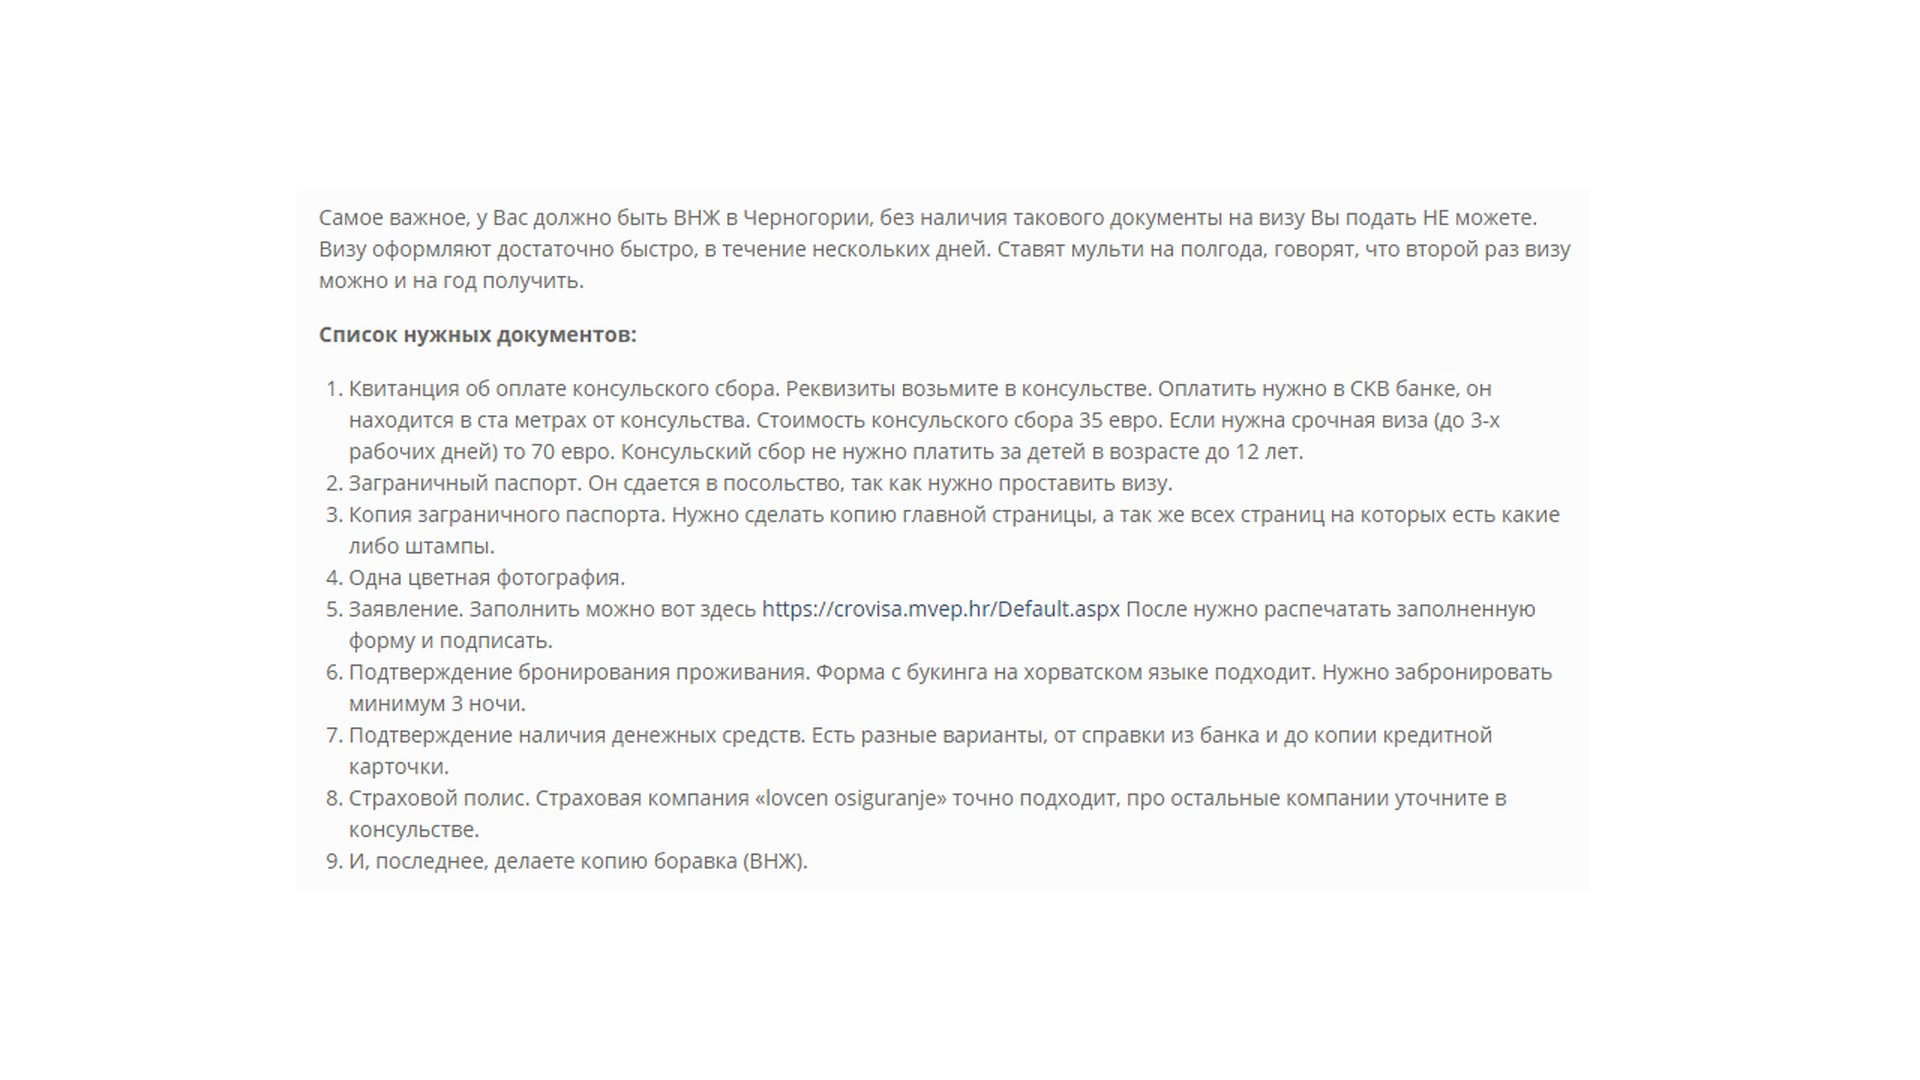 Самое важное, у Вас должно быть ВНЖ в Черногории, без наличия такового документы на визу Вы подать НЕ можете.
Визу оформляют достаточно быстро, в течение нескольких дней. Ставят мульти на полгода, говорят, что второй раз визу
можно и на год получить.
Список нужных документов:
1. Квитанция об оплате консульского сбора. Реквизиты возьмите в консульстве. Оплатить нужно в СКВ банке, он
находится в ста метрах от консульства. Стоимость консульского сбора 35 евро. Если нужна срочная виза (до 3-х
рабочих дней) то 70 евро. Консульский сбор не нужно платить за детей в возрасте до 12 лет.
2. Заграничный паспорт. Он сдается в посольство, так как нужно проставить визу.
3. Копия заграничного паспорта. Нужно сделать копию главной страницы, а так же всех страниц на которых есть какие
либо штампы.
4. Одна цветная фотография.
5. Заявление. Заполнить можно вот здесь https://crovisa.mvep.hr/Default.aspx После нужно распечатать заполненную
форму и подписать.
6. Подтверждение бронирования проживания. Форма с букинга на хорватском языке подходит. Нужно забронировать
минимум 3 ночи.
7. Подтверждение наличия денежных средств. Есть разные варианты, от справки из банка и до копии кредитной
карточки.
8. Страховой полис. Страховая компания «lovcen osiguranje» точно подходит, про остальные компании уточните в
консульстве.
9. И, последнее, делаете копию боравка (ВНЖ).